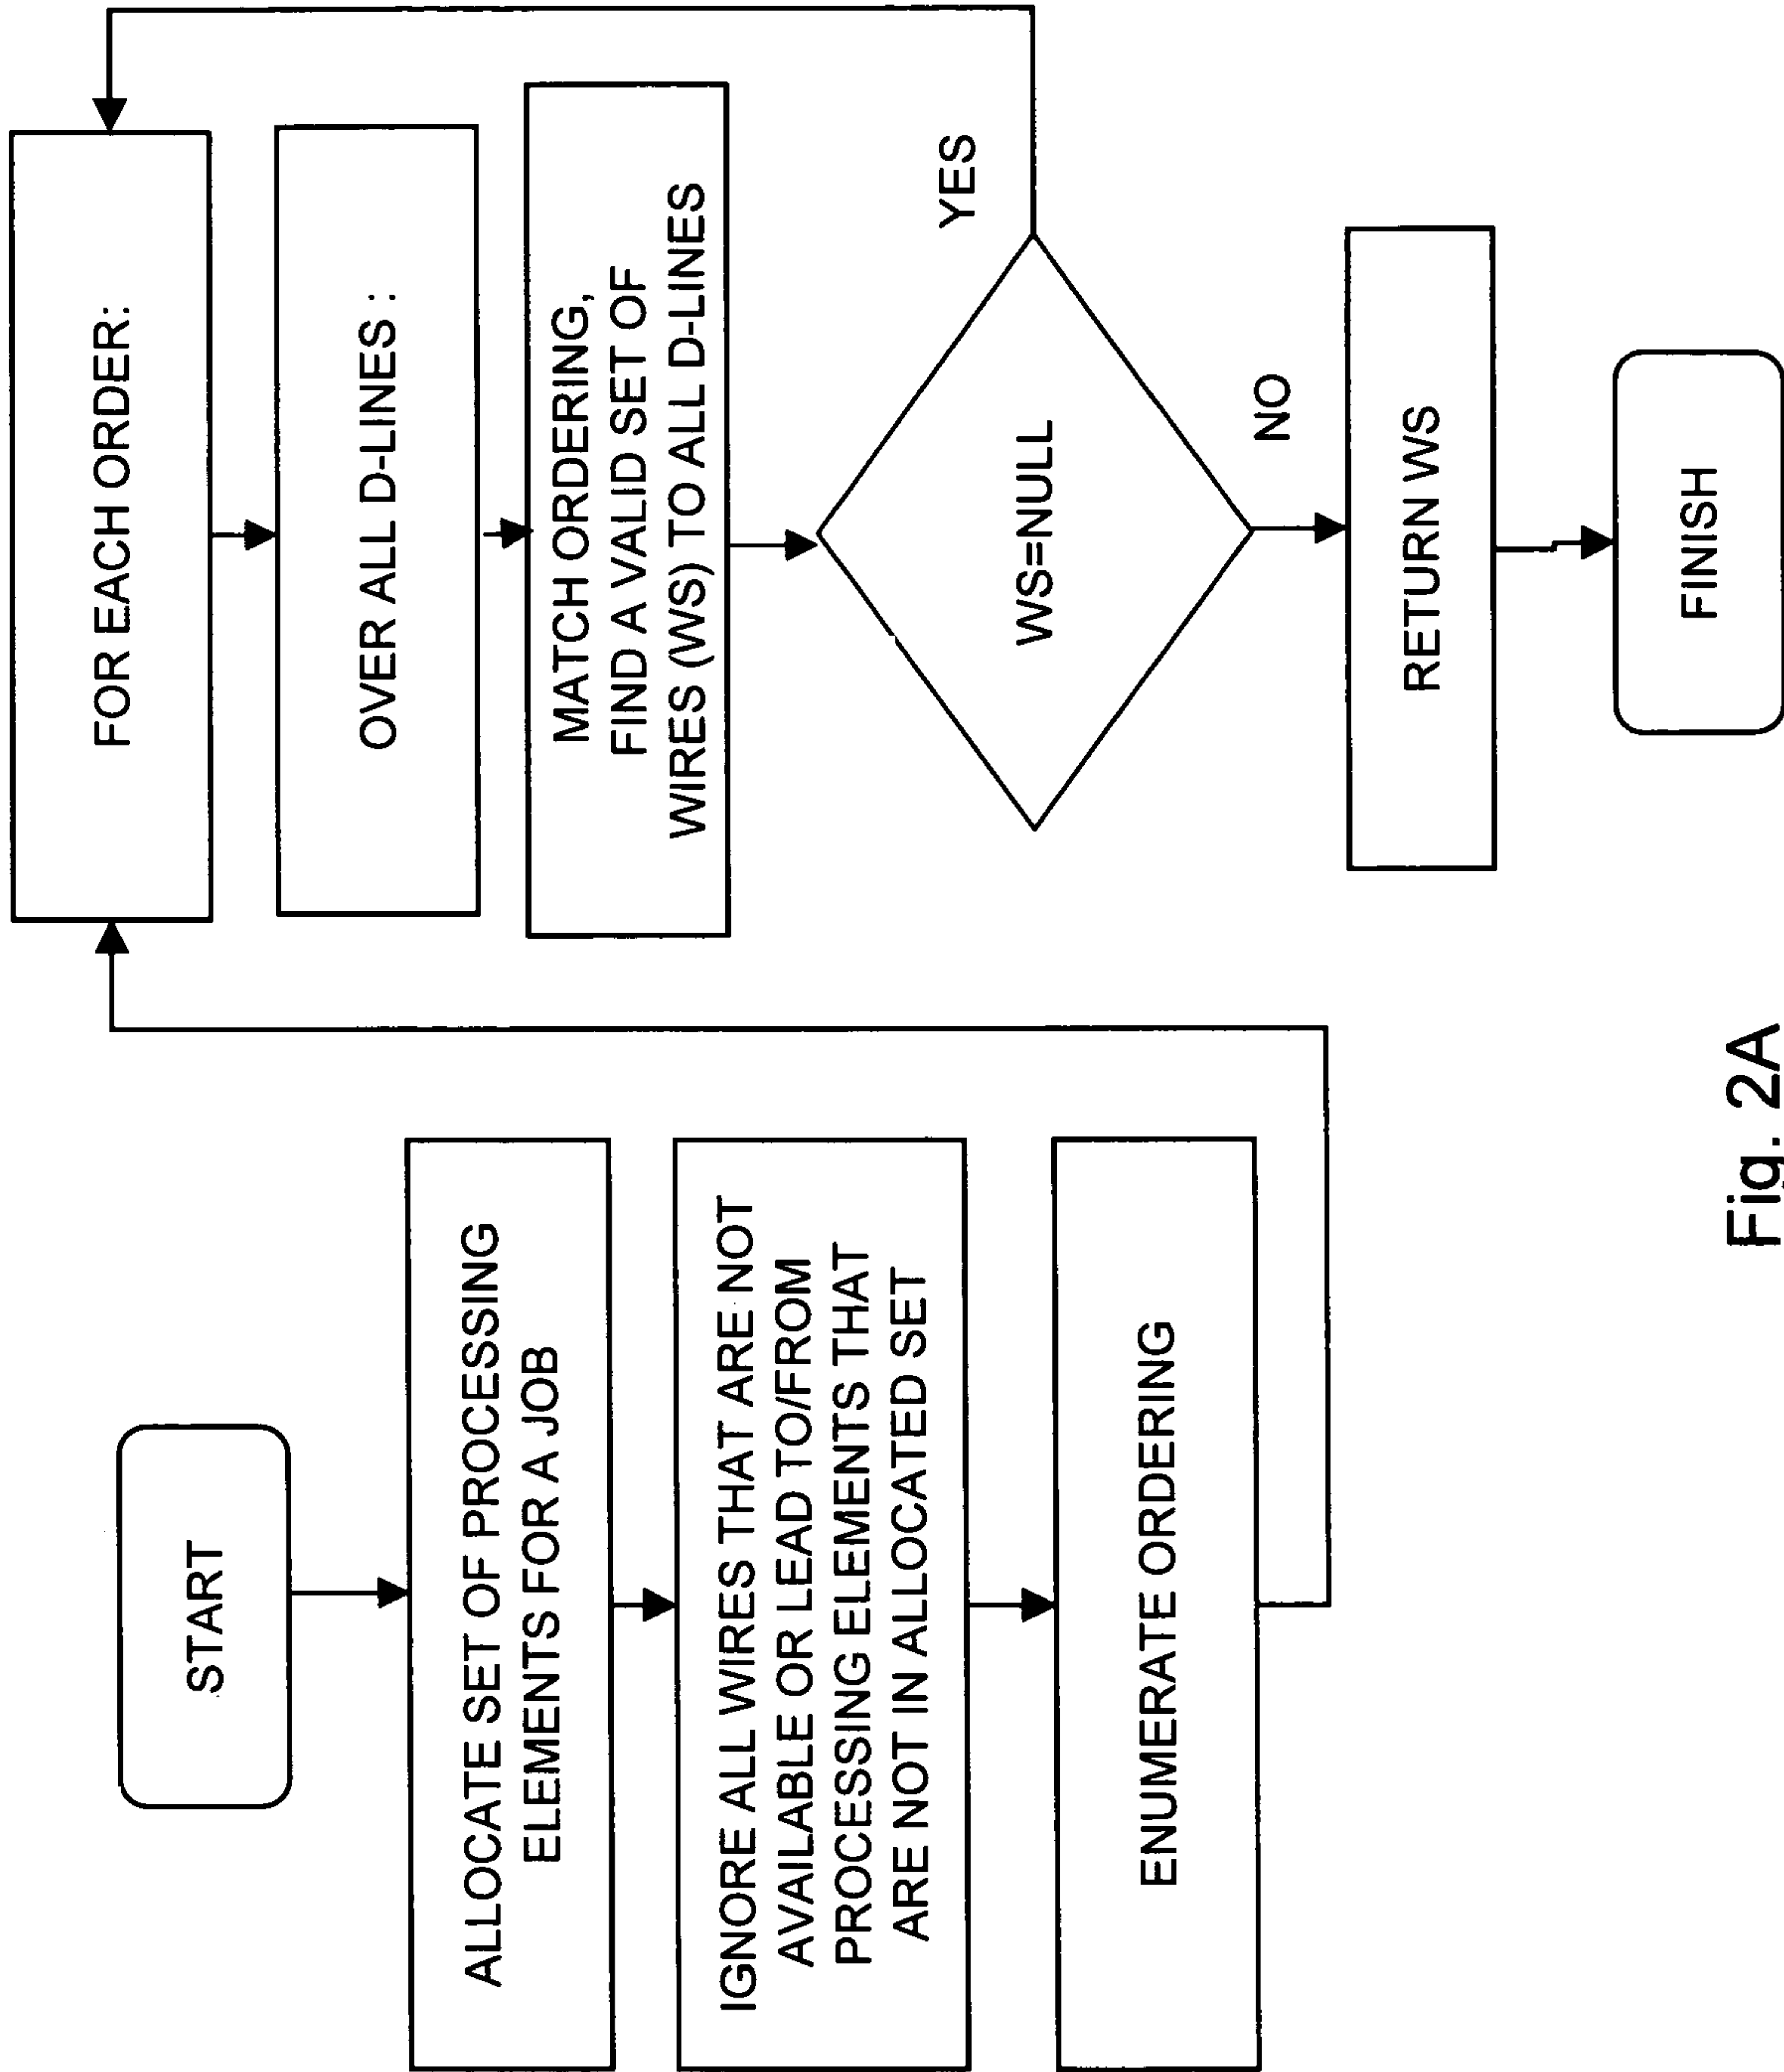 START
ALLOCATE SET OF PROCESSING
ELEMENTS FOR A JOB
IGNORE ALL WIRES THAT ARE NOT
AVAILABLE OR LEAD TO/FROM
PROCESSING ELEMENTS THAT
ARE NOT IN ALLOCATED SET
ENUMERATE ORDERING
FOR EACH ORDER:
OVER ALL D-LINES:
MATCH ORDERING,
FIND A VALID SET OF
WIRES (WS) TO ALL D-LINES
WS=NULL
YES
NO
RETURN WS
FINISH
Fig. 2A